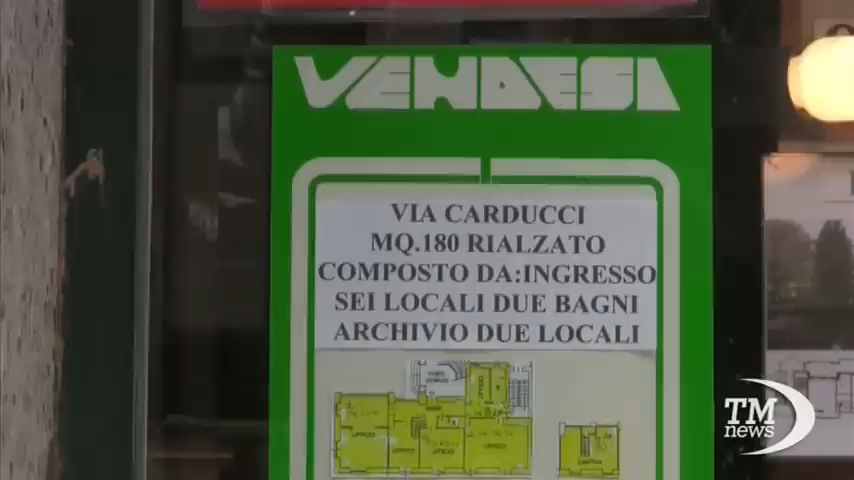 VENDESI
VIA CARDUCCI
MQ.180 RIALZATO
COMPOSTO DA:INGRESSO
SEI LOCALI DUE BAGNI
ARCHIVIO DUE LOCALI
TM
news